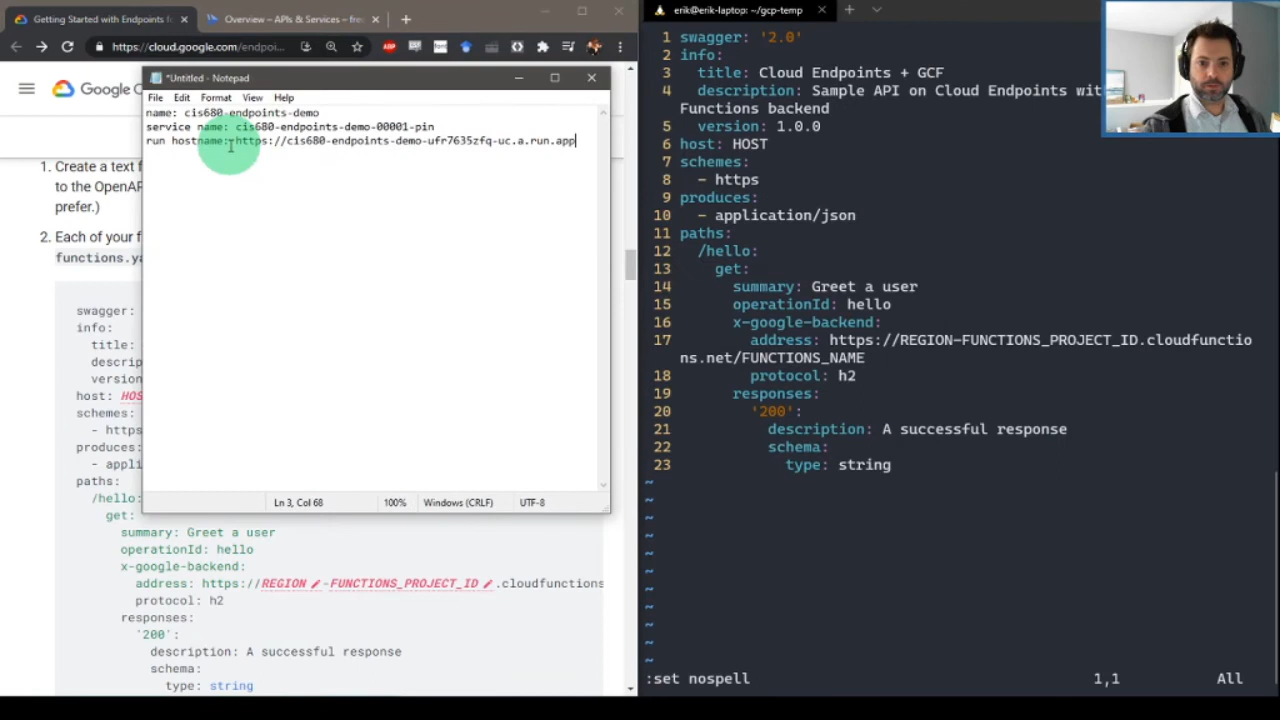 Getting Started with Endpoints f
Overview – APIs & Services – fre
https://cloud.google.com/endpoi...
ABP
Google C
1. Create a text f
to the OpenAP
prefer.)
2. Each of your f
functions.ya
swagger:
info:
title:
descrip
version
host: HOS
schemes:
- https
produces:
- appli
paths:
/hello:
get:
summary: Greet a user
operationId: hello
x-google-backend:
address: https://REGION-FUNCTIONS_PROJECT_ID.cloudfunctions
protocol: h2
responses:
'200':
description: A successful response
schema:
type: string
*Untitled - Notepad
File Edit Format View Help
name: cis680-endpoints-demo
service name: cis680-endpoints-demo-00001-pin
run hostname: https://cis680-endpoints-demo-ufr7635zfq-uc.a.run.app
Ln 3, Col 68 100% Windows (CRLF) UTF-8
erik@erik-laptop: ~/gcp-temp
1 swagger: '2.0'
2 info:
3 title: Cloud Endpoints + GCF
4 description: Sample API on Cloud Endpoints wit
Functions backend
5 version: 1.0.0
6 host: HOST
7 schemes:
8 - https
9 produces:
10 - application/json
11 paths:
12 /hello:
13 get:
14 summary: Greet a user
15 operationId: hello
16 x-google-backend:
17 address: https://REGION-FUNCTIONS_PROJECT_ID.cloudfunctio
ns.net/FUNCTIONS_NAME
18 protocol: h2
19 responses:
20 '200':
21 description: A successful response
22 schema:
23 type: string
~
~
~
~
~
~
~
~
~
~
~
:set nospell 1,1 All